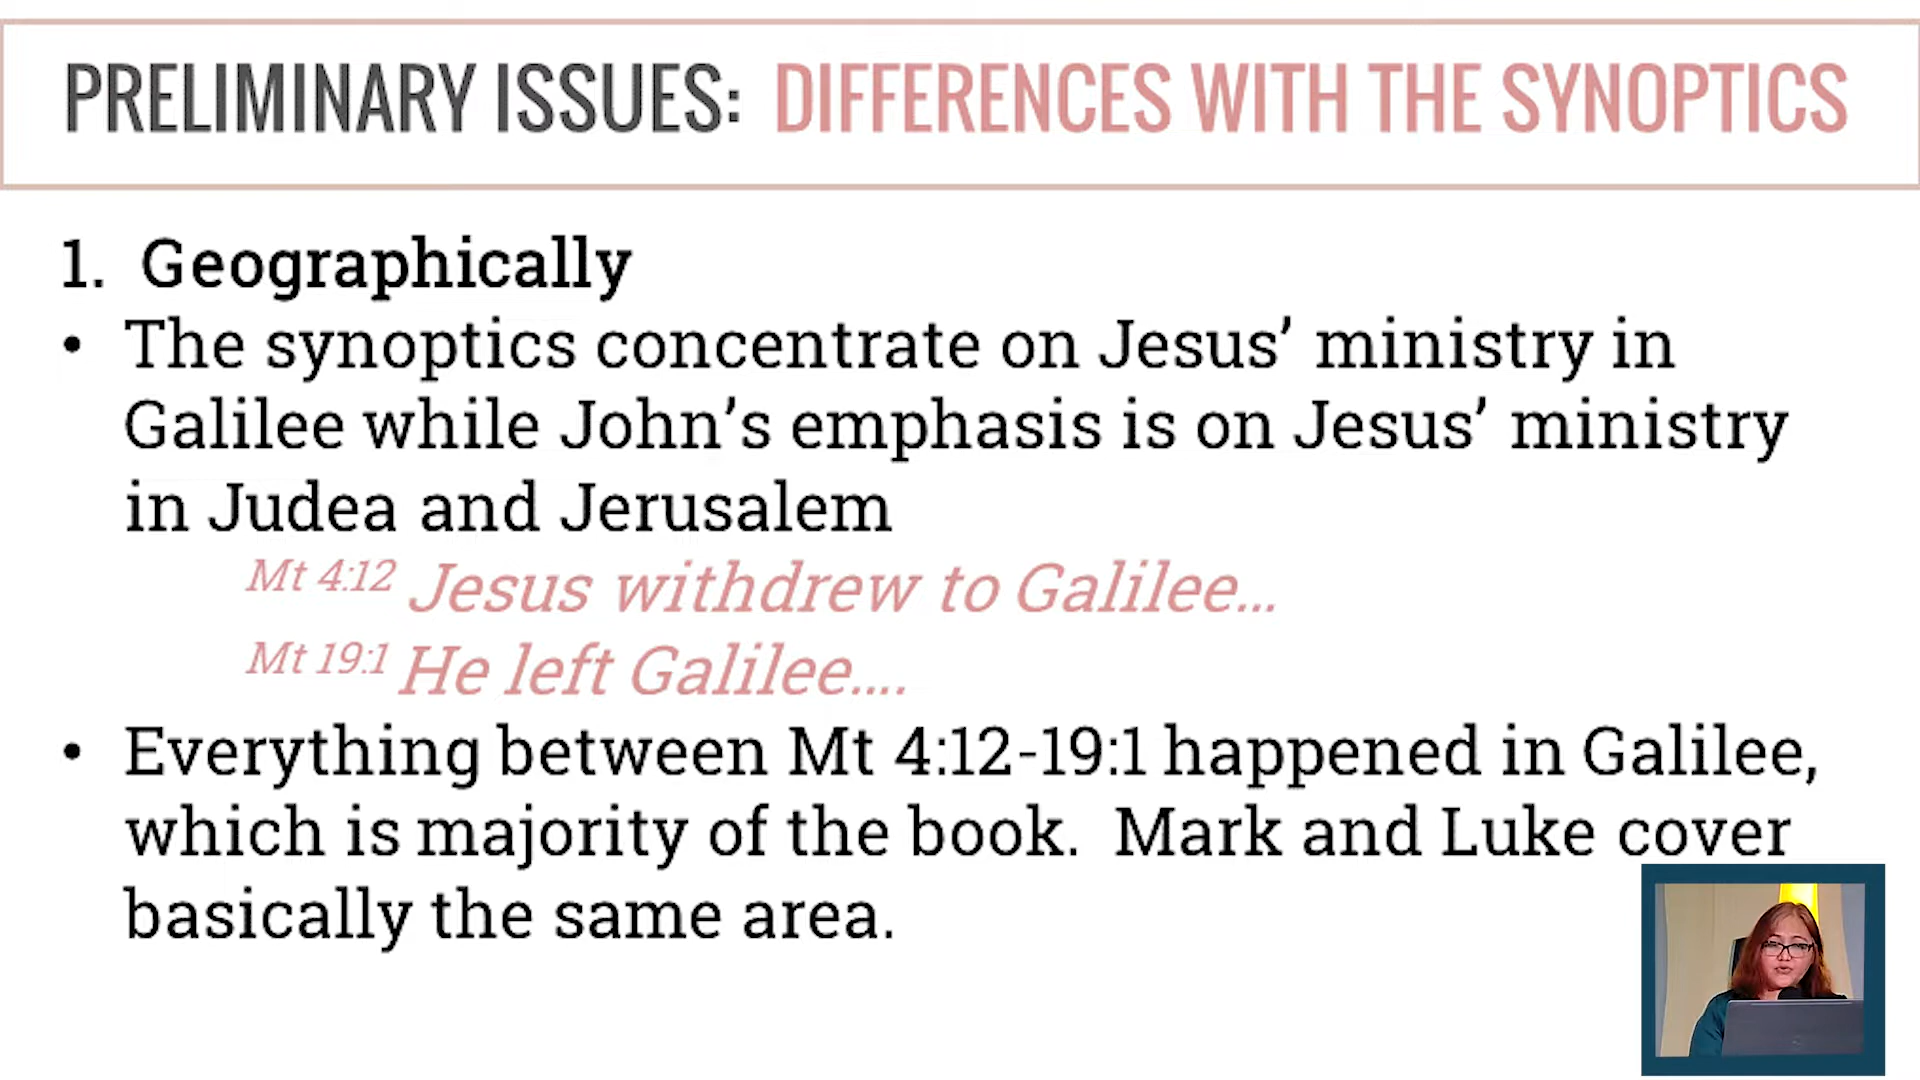 PRELIMINARY ISSUES: DIFFERENCES WITH THE SYNOPTICS
1. Geographically
• The synoptics concentrate on Jesus’ ministry in
Galilee while John’s emphasis is on Jesus’ ministry
in Judea and Jerusalem
Mt 4:12 Jesus withdrew to Galilee…
Mt 19:1 He left Galilee….
• Everything between Mt 4:12-19:1 happened in Galilee,
which is majority of the book. Mark and Luke cover
basically the same area.